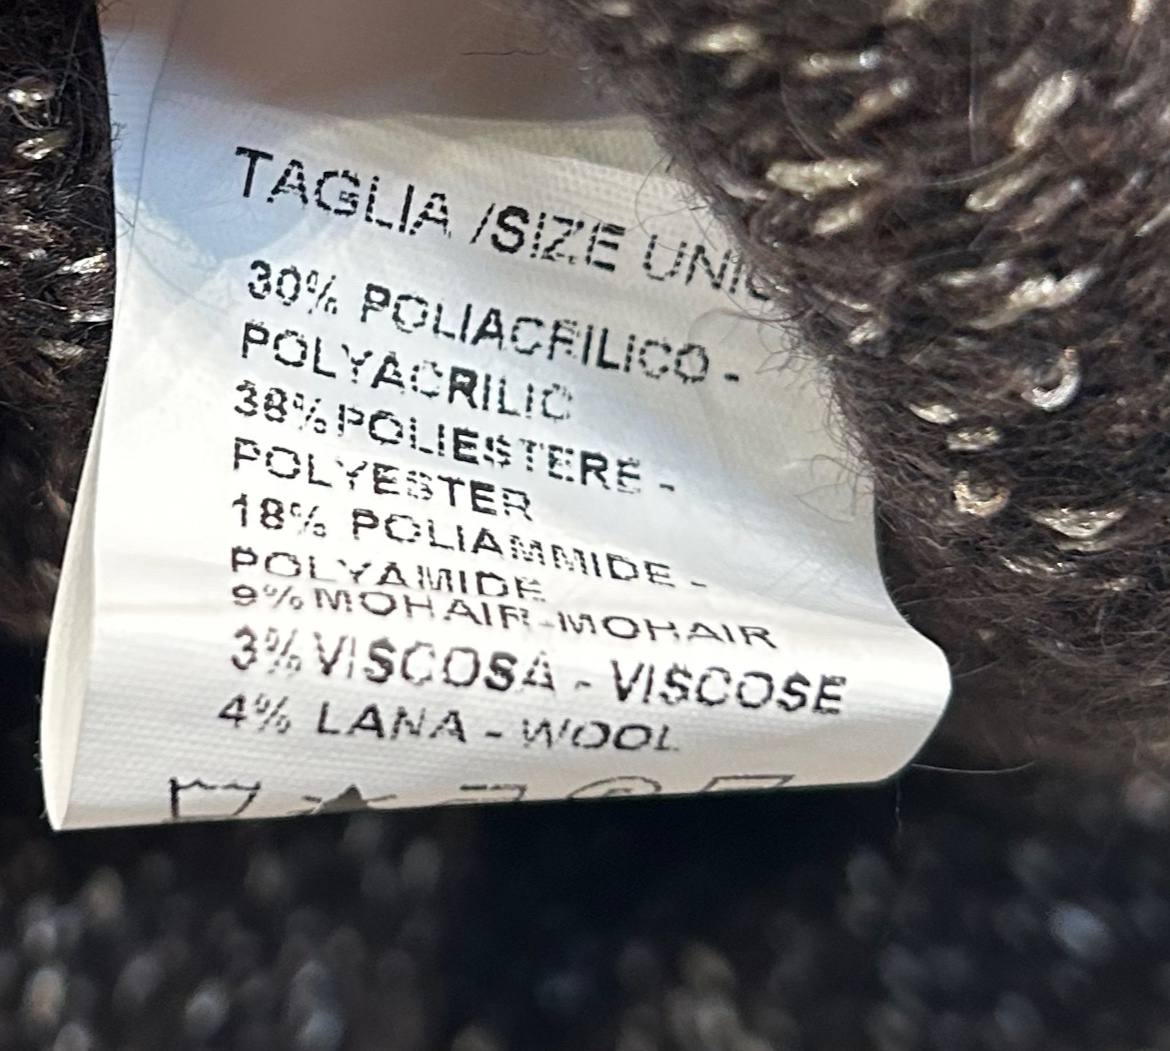 TAGLIA /SIZE UNIC
30% POLIACRILICO -
POLYACRILIC
38% POLIESTERE -
POLYESTER
18% POLIAMMIDE -
POLYAMIDE
9% MOHAIR-MOHAIR
3% VISCOSA - VISCOSE
4% LANA - WOOL